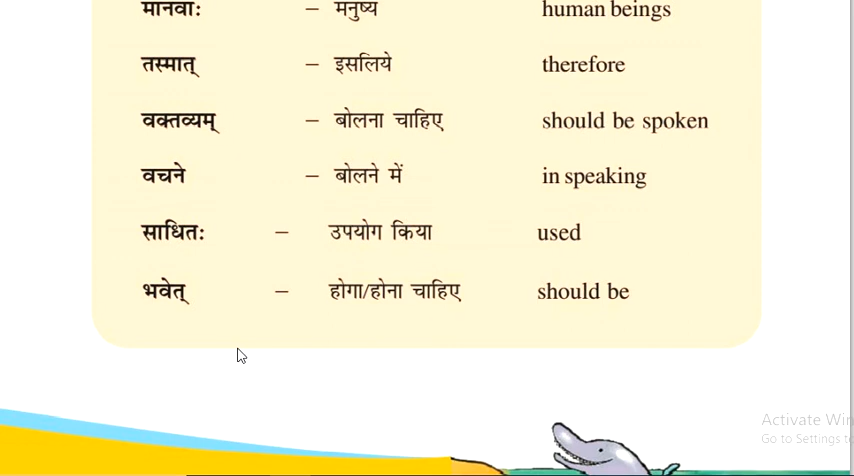 मानवाः – मनुष्य human beings
तस्मात् – इसलिये therefore
वक्तव्यम् – बोलना चाहिए should be spoken
वचने – बोलने में in speaking
साधितः – उपयोग किया used
भवेत् – होगा/होना चाहिए should be
Activate Win
Go to Settings to